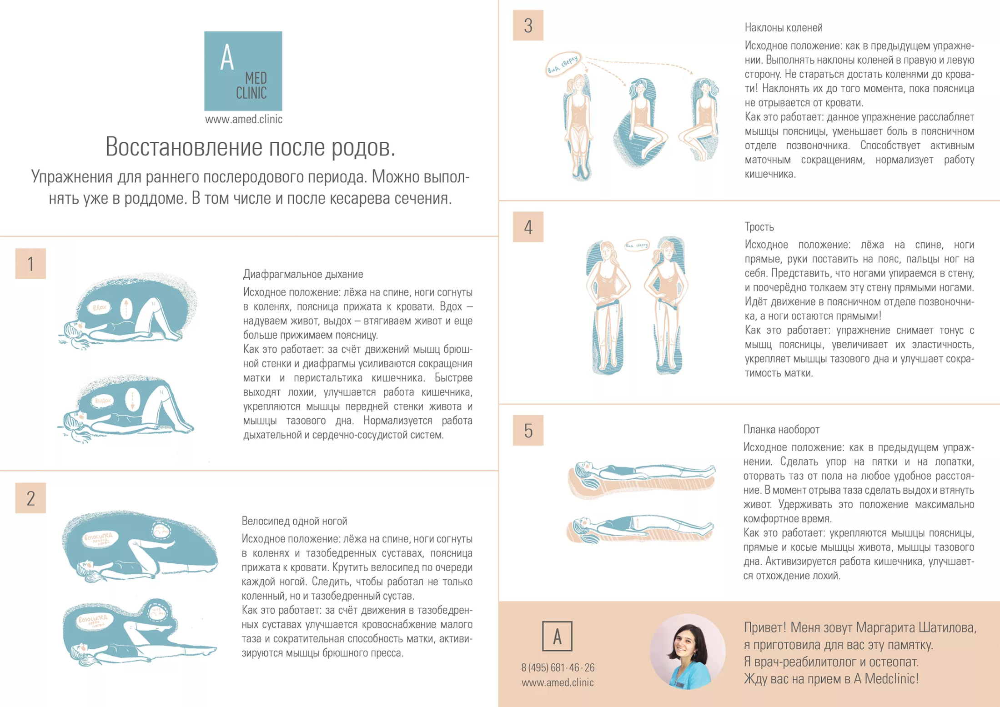 A
MED
CLINIC
www.amed.clinic
Восстановление после родов.
Упражнения для раннего послеродового периода. Можно выпол-
нять уже в роддоме. В том числе и после кесарева сечения.
1
вдох
выдох
Диафрагмальное дыхание
Исходное положение: лёжа на спине, ноги согнуты
в коленях, поясница прижата к кровати. Вдох –
надуваем живот, выдох – втягиваем живот и еще
больше прижимаем поясницу.
Как это работает: за счёт движений мышц брюш-
ной стенки и диафрагмы усиливаются сокращения
матки и перистальтика кишечника. Быстрее
выходят лохии, улучшается работа кишечника,
укрепляются мышцы передней стенки живота и
мышцы тазового дна. Нормализуется работа
дыхательной и сердечно-сосудистой систем.
2
велосипед
правой
ногой
10-15
раз
велосипед
левой
ногой
10-15
раз
Велосипед одной ногой
Исходное положение: лёжа на спине, ноги согнуты
в коленях и тазобедренных суставах, поясница
прижата к кровати. Крутить велосипед по очереди
каждой ногой. Следить, чтобы работал не только
коленный, но и тазобедренный сустав.
Как это работает: за счёт движения в тазобедрен-
ных суставах улучшается кровоснабжение малого
таза и сократительная способность матки, активи-
зируются мышцы брюшного пресса.
3
вид сверху
Наклоны коленей
Исходное положение: как в предыдущем упражне-
нии. Выполнять наклоны коленей в правую и левую
сторону. Не стараться достать коленями до крова-
ти! Наклонять их до того момента, пока поясница
не отрывается от кровати.
Как это работает: данное упражнение расслабляет
мышцы поясницы, уменьшает боль в поясничном
отделе позвоночника. Способствует активным
маточным сокращениям, нормализует работу
кишечника.
4
вид сверху
Трость
Исходное положение: лёжа на спине, ноги
прямые, руки поставить на пояс, пальцы ног на
себя. Представить, что ногами упираемся в стену,
и поочерёдно толкаем эту стену прямыми ногами.
Идёт движение в поясничном отделе позвоночни-
ка, а ноги остаются прямыми!
Как это работает: упражнение снимает тонус с
мышц поясницы, увеличивает их эластичность,
укрепляет мышцы тазового дна и улучшает сокра-
тимость матки.
5
Планка наоборот
Исходное положение: как в предыдущем упраж-
нении. Сделать упор на пятки и на лопатки,
оторвать таз от пола на любое удобное расстоя-
ние. В момент отрыва таза сделать выдох и втянуть
живот. Удерживать это положение максимально
комфортное время.
Как это работает: укрепляются мышцы поясницы,
прямые и косые мышцы живота, мышцы тазового
дна. Активизируется работа кишечника, улучшает-
ся отхождение лохий.
A
8 (495) 681·46·26
www.amed.clinic
Привет! Меня зовут Маргарита Шатилова,
я приготовила для вас эту памятку.
Я врач-реабилитолог и остеопат.
Жду вас на прием в A Medclinic!